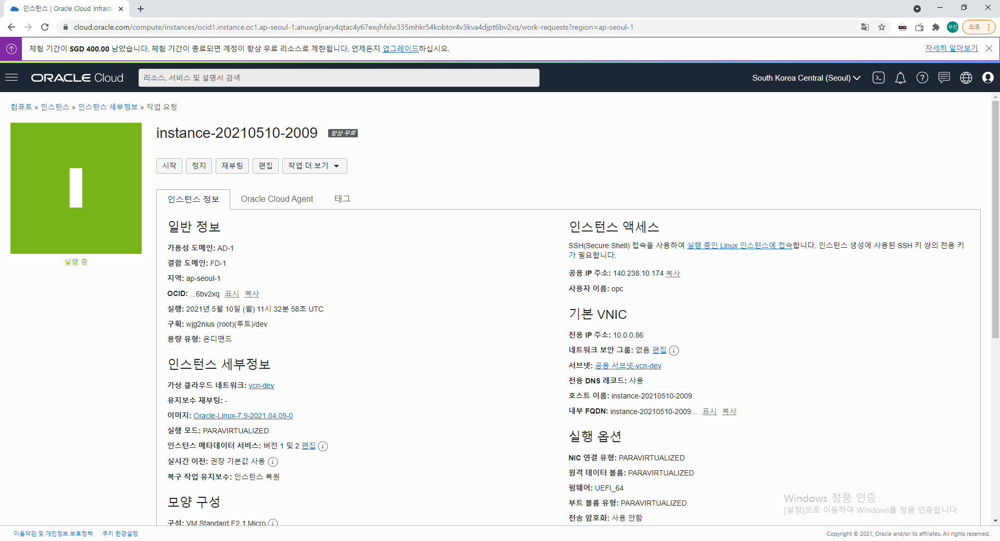 인스턴스 | Oracle Cloud Infrastr
cloud.oracle.com/compute/instances/ocid1.instance.oc1.ap-seoul-1.anuwgljrary4qtac4y67ewjhfxlw335mhkr54kobtor4v3kva4djpt6bv2xq/work-requests?region=ap-seoul-1
우진
오류
체험 기간이 SGD 400.00 남았습니다. 체험 기간이 종료되면 계정이 항상 무료 리소스로 제한됩니다. 언제든지 업그레이드하십시오.
자세히 알아보기
ORACLE Cloud
리소스, 서비스 및 설명서 검색
South Korea Central (Seoul)
컴퓨트 » 인스턴스 » 인스턴스 세부정보 » 작업 요청
I
실행 중
instance-20210510-2009
항상 무료
시작
정지
재부팅
편집
작업 더 보기
인스턴스 정보
Oracle Cloud Agent
태그
일반 정보
가용성 도메인: AD-1
결함 도메인: FD-1
지역: ap-seoul-1
OCID: ...6bv2xq 표시 복사
실행: 2021년 5월 10일 (월) 11시 32분 58초 UTC
구획: wjg2nius (root)(루트)/dev
용량 유형: 온디맨드
인스턴스 세부정보
가상 클라우드 네트워크: vcn-dev
유지보수 재부팅: -
이미지: Oracle-Linux-7.9-2021.04.09-0
실행 모드: PARAVIRTUALIZED
인스턴스 메타데이터 서비스: 버전 1 및 2 편집
실시간 이전: 권장 기본값 사용
복구 작업 유지보수: 인스턴스 복원
모양 구성
구성: VM.Standard.E2.1.Micro
인스턴스 액세스
SSH(Secure Shell) 접속을 사용하여 실행 중인 Linux 인스턴스에 접속합니다. 인스턴스 생성에 사용된 SSH 키 쌍의 전용 키
가 필요합니다.
공용 IP 주소: 140.238.10.174 복사
사용자 이름: opc
기본 VNIC
전용 IP 주소: 10.0.0.86
네트워크 보안 그룹: 없음 편집
서브넷: 공용 서브넷-vcn-dev
전용 DNS 레코드: 사용
호스트 이름: instance-20210510-2009
내부 FQDN: instance-20210510-2009... 표시 복사
실행 옵션
NIC 연결 유형: PARAVIRTUALIZED
원격 데이터 볼륨: PARAVIRTUALIZED
펌웨어: UEFI_64
부트 볼륨 유형: PARAVIRTUALIZED
전송 암호화: 사용 안함
Windows 정품 인증
[설정]으로 이동하여 Windows를 정품 인증합니다.
이용약관 및 개인정보 보호정책
쿠키 환경설정
Copyright © 2021, Oracle and/or its affiliates. All rights reserved.